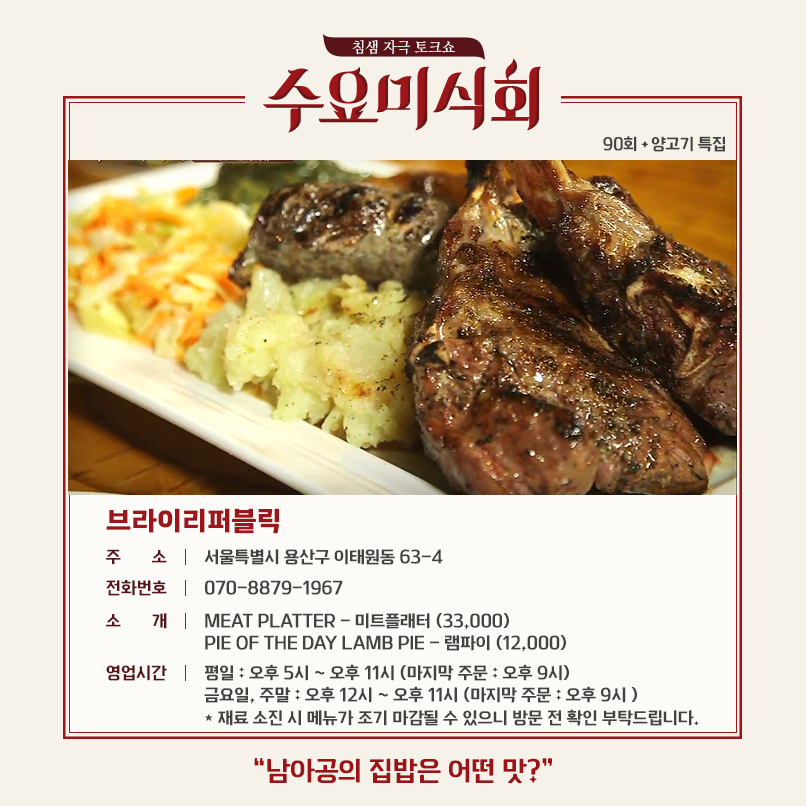 침샘 자극 토크쇼
수요미식회
90회 + 양고기 특집
브라이리퍼블릭
주 소 | 서울특별시 용산구 이태원동 63-4
전화번호 | 070-8879-1967
소 개 | MEAT PLATTER - 미트플래터 (33,000)
PIE OF THE DAY LAMB PIE - 램파이 (12,000)
영업시간 | 평일 : 오후 5시 ~ 오후 11시 (마지막 주문 : 오후 9시)
금요일, 주말 : 오후 12시 ~ 오후 11시 (마지막 주문 : 오후 9시 )
* 재료 소진 시 메뉴가 조기 마감될 수 있으니 방문 전 확인 부탁드립니다.
“남아공의 집밥은 어떤 맛?”